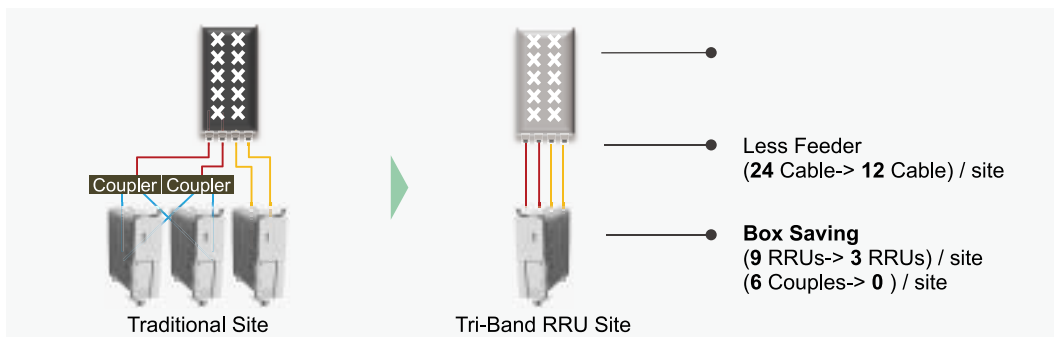 Coupler Coupler
Traditional Site
Tri-Band RRU Site
Less Feeder
(24 Cable-> 12 Cable) / site
Box Saving
(9 RRUs-> 3 RRUs) / site
(6 Couples-> 0 ) / site